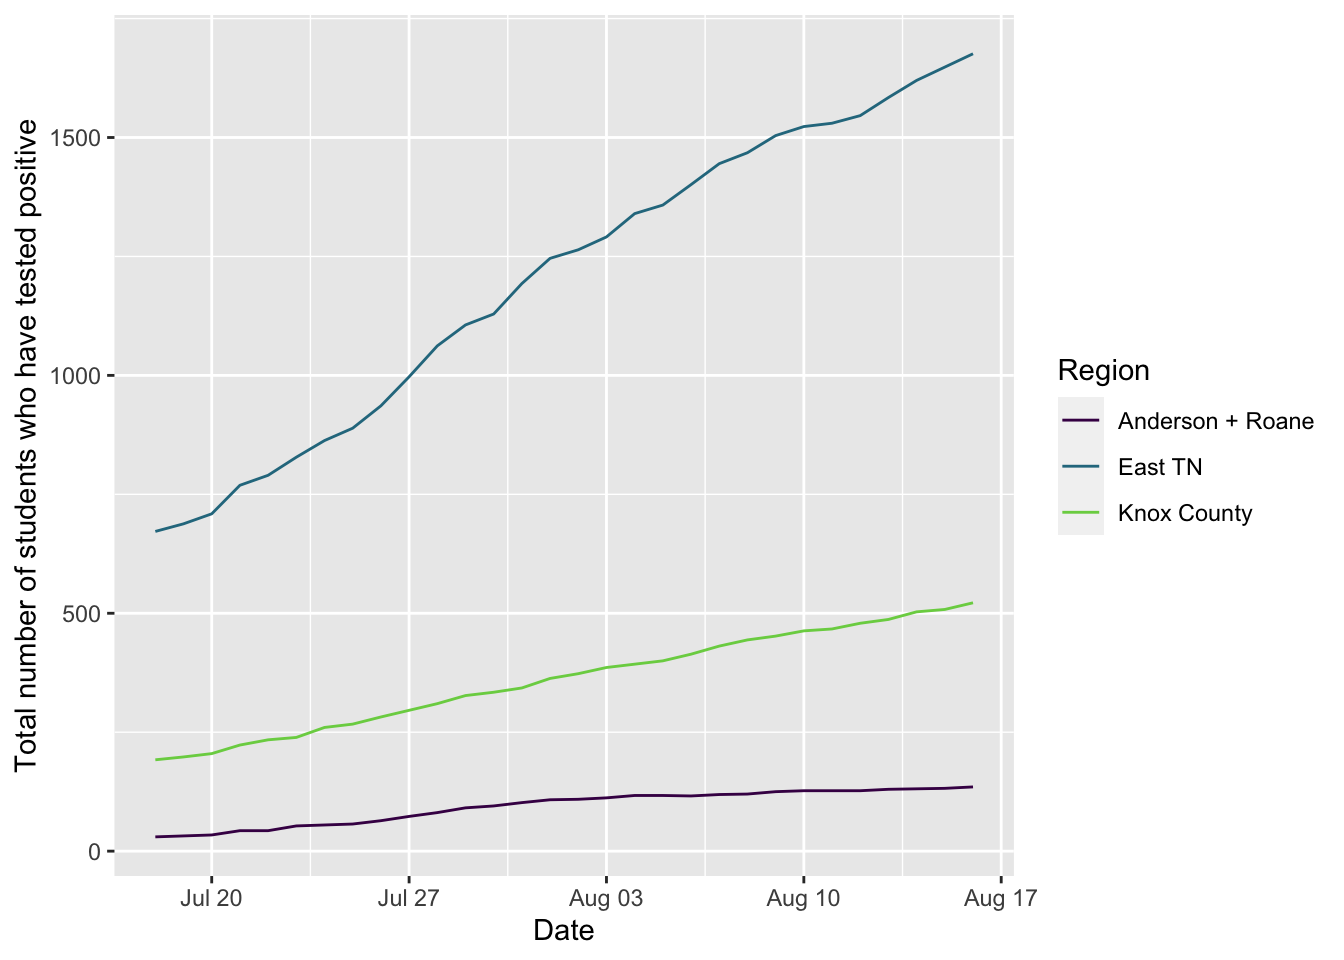 Total number of students who have tested positive
1500
1000
500
0
Jul 20
Jul 27
Aug 03
Aug 10
Aug 17
Date
Region
Anderson + Roane
East TN
Knox County